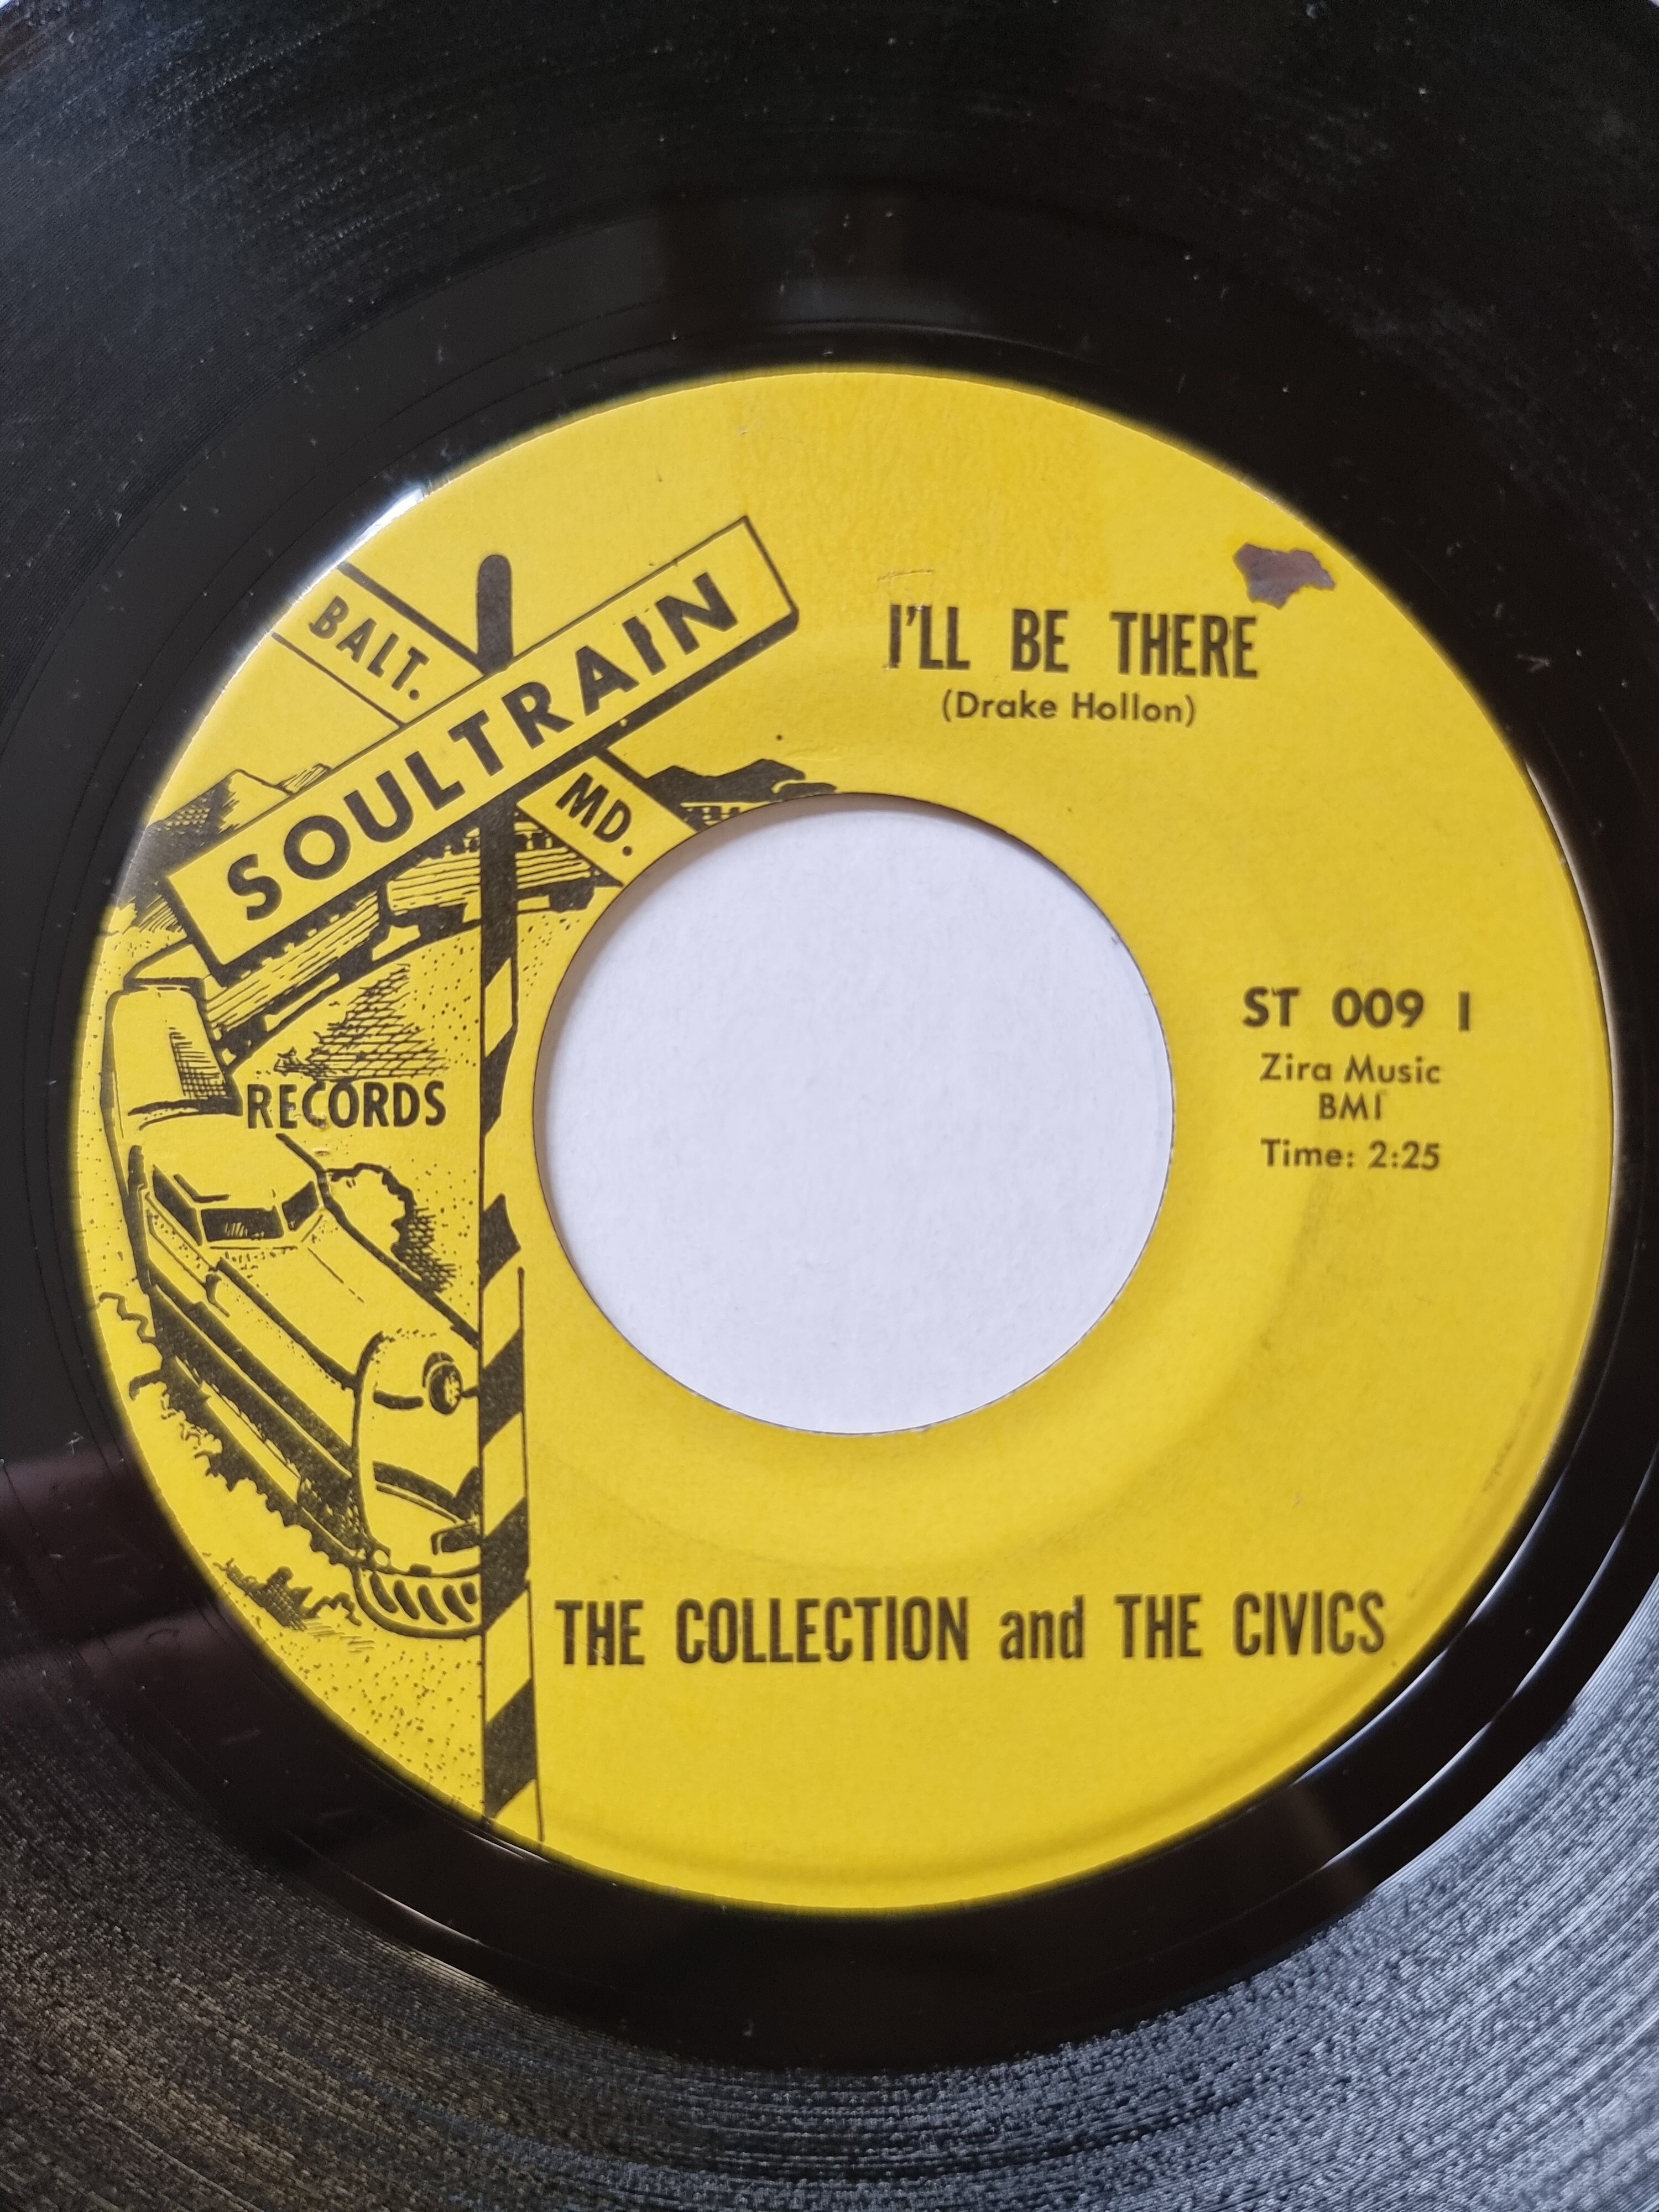 BALT.
SOULTRAIN
MD.
RECORDS
I'LL BE THERE
(Drake Hollon)
ST 009 1
Zira Music
BMI
Time: 2:25
THE COLLECTION and THE CIVICS